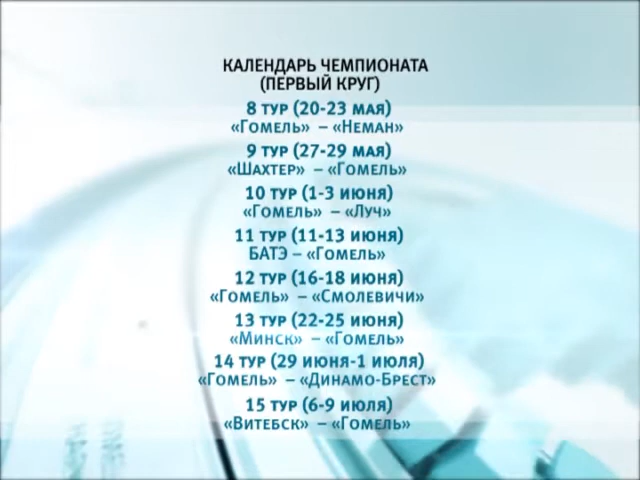 КАЛЕНДАРЬ ЧЕМПИОНАТА
(ПЕРВЫЙ КРУГ)
8 ТУР (20-23 МАЯ)
«ГОМЕЛЬ» – «НЕМАН»
9 ТУР (27-29 МАЯ)
«ШАХТЕР» – «ГОМЕЛЬ»
10 ТУР (1-3 ИЮНЯ)
«ГОМЕЛЬ» – «ЛУЧ»
11 ТУР (11-13 ИЮНЯ)
БАТЭ – «ГОМЕЛЬ»
12 ТУР (16-18 ИЮНЯ)
«ГОМЕЛЬ» – «СМОЛЕВИЧИ»
13 ТУР (22-25 ИЮНЯ)
«МИНСК» – «ГОМЕЛЬ»
14 ТУР (29 ИЮНЯ-1 ИЮЛЯ)
«ГОМЕЛЬ» – «ДИНАМО-БРЕСТ»
15 ТУР (6-9 ИЮЛЯ)
«ВИТЕБСК» – «ГОМЕЛЬ»